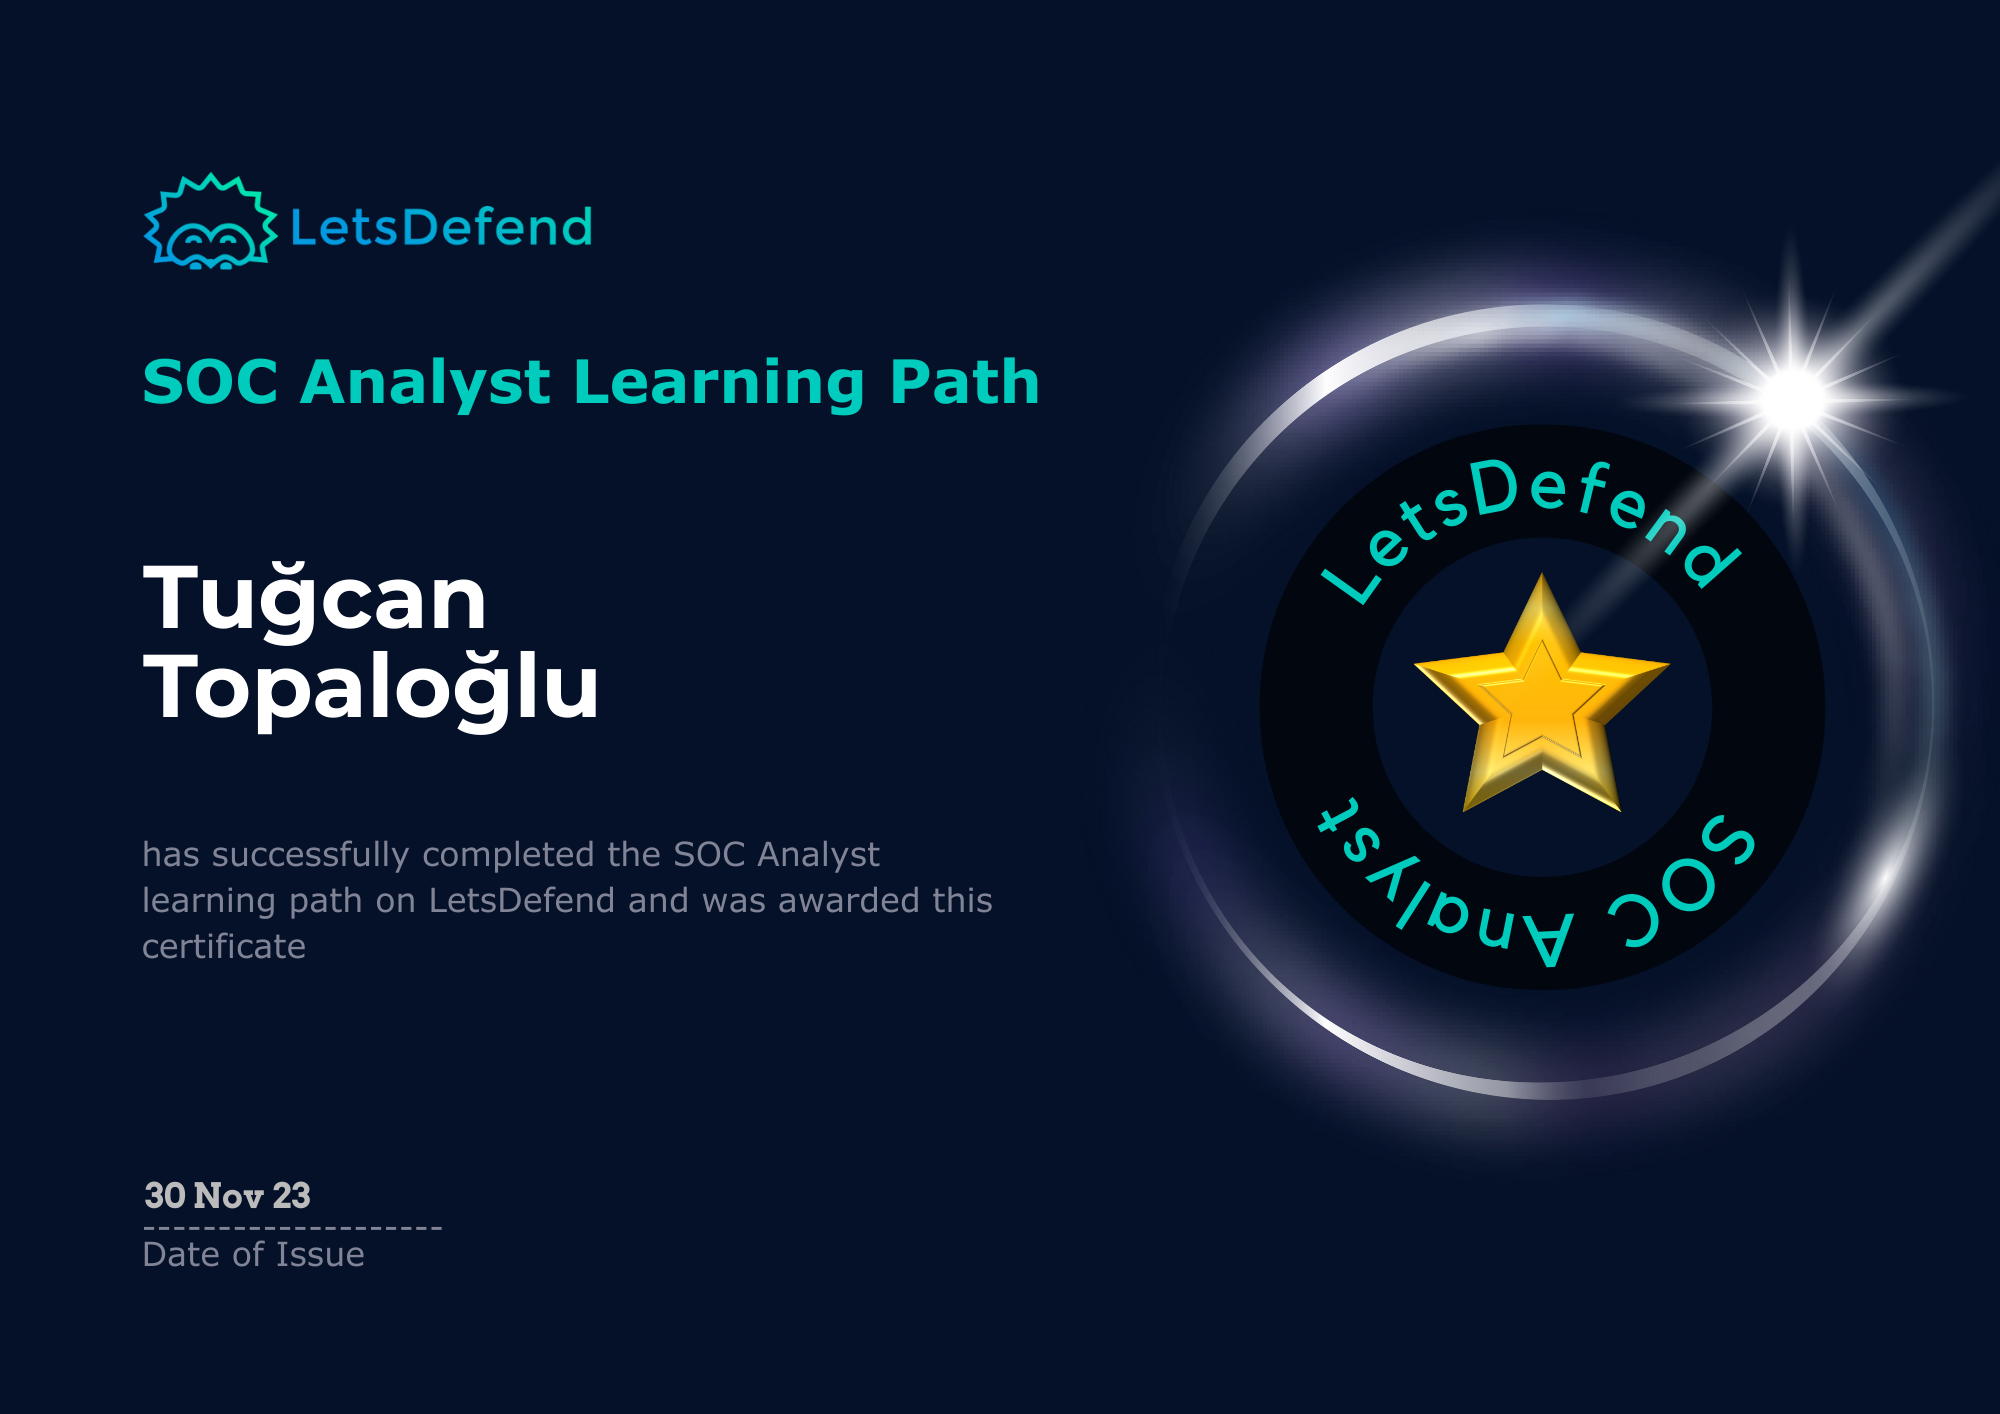 LetsDefend
SOC Analyst Learning Path
Tuğcan
Topaloğlu
has successfully completed the SOC Analyst
learning path on LetsDefend and was awarded this
certificate
30 Nov 23
--------------------
Date of Issue
LetsDefend
SOC Analyst